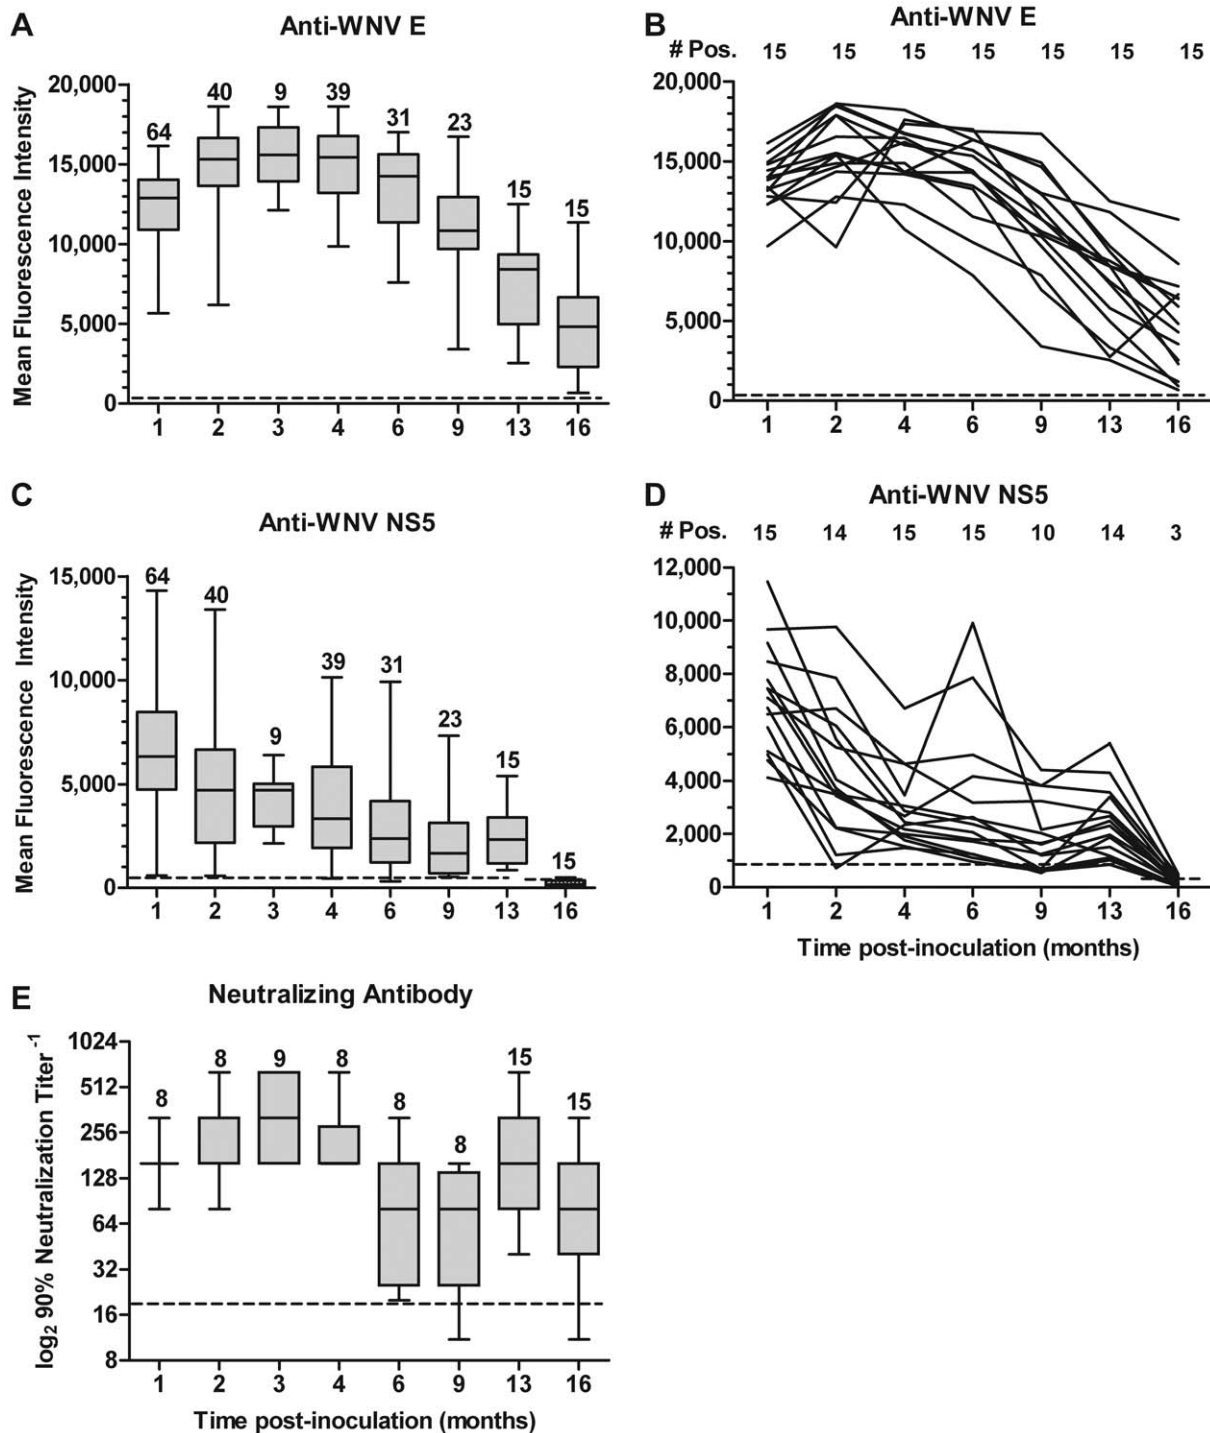 A
Anti-WNV E
Mean Fluorescence Intensity
20,000
15,000
10,000
5,000
0
64
40
9
39
31
23
15
15
1 2 3 4 6 9 13 16
B
Anti-WNV E
# Pos. 15 15 15 15 15 15 15
20,000
15,000
10,000
5,000
0
1 2 4 6 9 13 16
C
Anti-WNV NS5
Mean Fluorescence Intensity
15,000
10,000
5,000
0
64
40
9
39
31
23
15
15
1 2 3 4 6 9 13 16
D
Anti-WNV NS5
# Pos. 15 14 15 15 10 14 3
12,000
10,000
8,000
6,000
4,000
2,000
0
1 2 4 6 9 13 16
Time post-inoculation (months)
E
Neutralizing Antibody
log₂ 90% Neutralization Titer⁻¹
1024
512
256
128
64
32
16
8
8
8
9
8
8
8
15
15
1 2 3 4 6 9 13 16
Time post-inoculation (months)